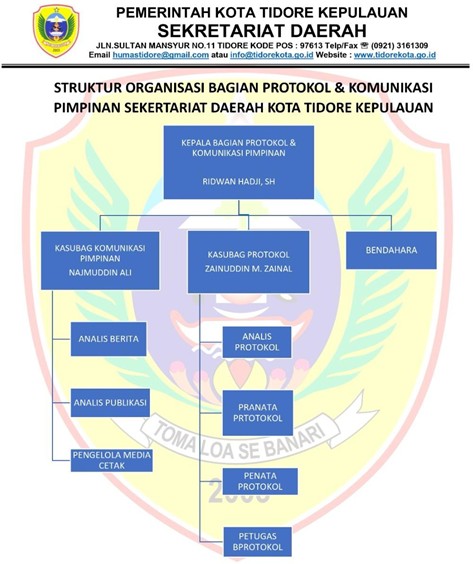 PEMERINTAH KOTA TIDORE KEPULAUAN
SEKRETARIAT DAERAH
JLN.SULTAN MANSYUR NO.11 TIDORE KODE POS : 97613 Telp/Fax ☏ (0921) 3161309
Email humastidore@gmail.com atau info@tidorekota.go.id Website : www.tidorekota.go.id
STRUKTUR ORGANISASI BAGIAN PROTOKOL & KOMUNIKASI
PIMPINAN SEKERTARIAT DAERAH KOTA TIDORE KEPULAUAN
KEPALA BAGIAN PROTOKOL &
KOMUNIKASI PIMPINAN
RIDWAN HADJI, SH
KASUBAG KOMUNIKASI
PIMPINAN
NAJMUDDIN ALI
KASUBAG PROTOKOL
ZAINUDDIN M. ZAINAL
BENDAHARA
ANALIS BERITA
ANALIS PUBLIKASI
PENGELOLA MEDIA
CETAK
ANALIS
PROTOKOL
PRANATA
PROTOKOL
PENATA
PROTOKOL
PETUGAS
BPROTOKOL
TOMALOA SE BANARI
2003